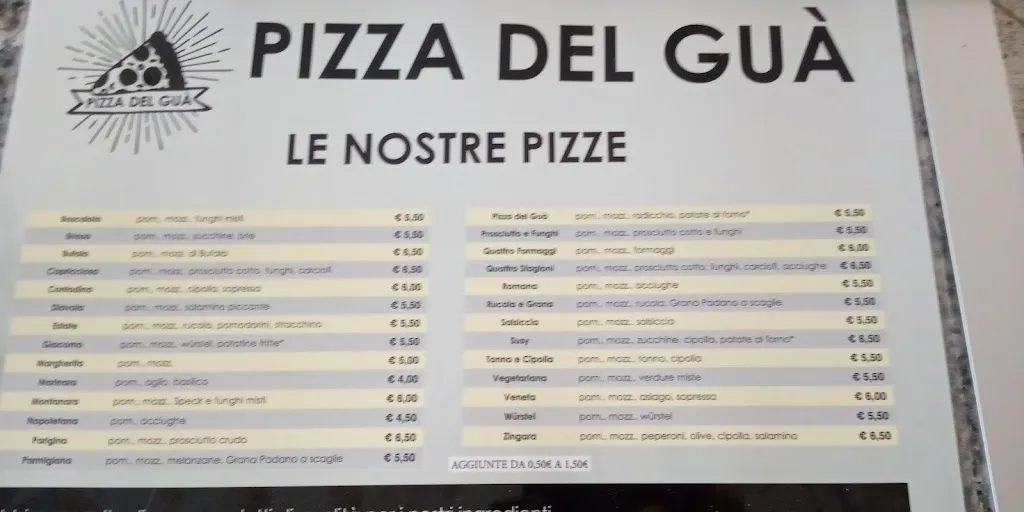 PIZZA DEL GUÀ
PIZZA DEL GUÀ
LE NOSTRE PIZZE
Boscaiola pom., mozz., funghi misti € 5,50
pom., mozz., zucchine, brie € 5,50
Bufala pom., mozz. di Bufala € 5,50
Capricciosa pom., mozz., prosciutto cotto, funghi, carciofi € 6,50
Contadina pom., mozz., cipolla, sopressa € 6,00
Diavola pom., mozz., salamino piccante € 5,50
Estate pom., mozz., rucola, pomodorini, stracchino € 5,50
Giacomo pom., mozz., würstel, patatine fritte* € 5,50
Margherita pom., mozz. € 5,00
Marinara pom., aglio, basilico € 4,00
Montanara pom., mozz., Speck e funghi misti € 6,00
Napoletana pom., acciughe € 4,50
Parigina pom., mozz., prosciutto crudo € 6,50
Parmigiana pom., mozz., melanzane, Grana Padano a scaglie € 5,50
Pizza del Guà pom., mozz., radicchio, patate al forno* € 5,50
Prosciutto e Funghi pom., mozz., prosciutto cotto e funghi € 5,50
Quattro Formaggi pom., mozz., formaggi € 6,00
Quattro Stagioni pom., mozz., prosciutto cotto, funghi, carciofi, acciughe € 6,50
Romana pom., mozz., acciughe € 5,50
Rucola e Grana pom., mozz., rucola, Grana Padano a scaglie € 5,50
Salsiccia pom., mozz., salsiccia € 5,50
Susy pom., mozz., zucchine, cipolla, patate al forno* € 6,50
Tonno e Cipolla pom., mozz., tonno, cipolla € 5,50
Vegetariana pom., mozz., verdure miste € 5,50
Veneta pom., mozz., asiago, sopressa € 6,00
Würstel pom., mozz., würstel € 5,50
Zingara pom., mozz., peperoni, olive, cipolla, salamino € 6,50
AGGIUNTE DA 0,50€ A 1,50€
per i nostri ingredienti